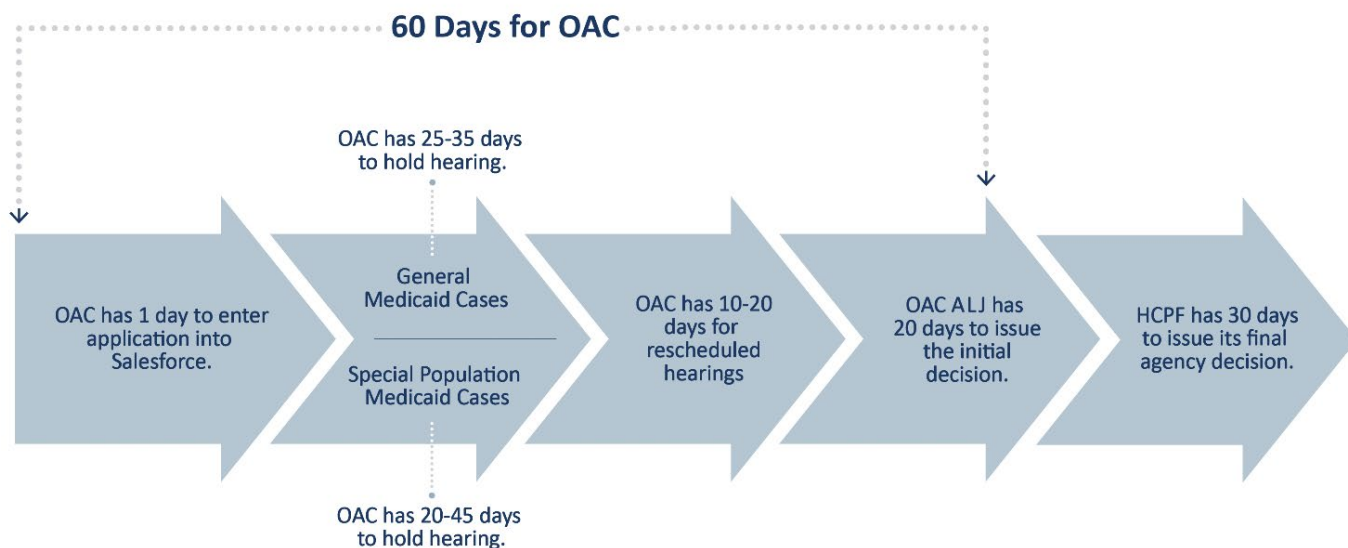 60 Days for OAC
OAC has 25-35 days
to hold hearing.
OAC has 1 day to enter
application into
Salesforce.
General
Medicaid Cases
Special Population
Medicaid Cases
OAC has 20-45 days
to hold hearing.
OAC has 10-20
days for
rescheduled
hearings
OAC ALJ has
20 days to issue
the initial
decision.
HCPF has 30 days
to issue its final
agency decision.